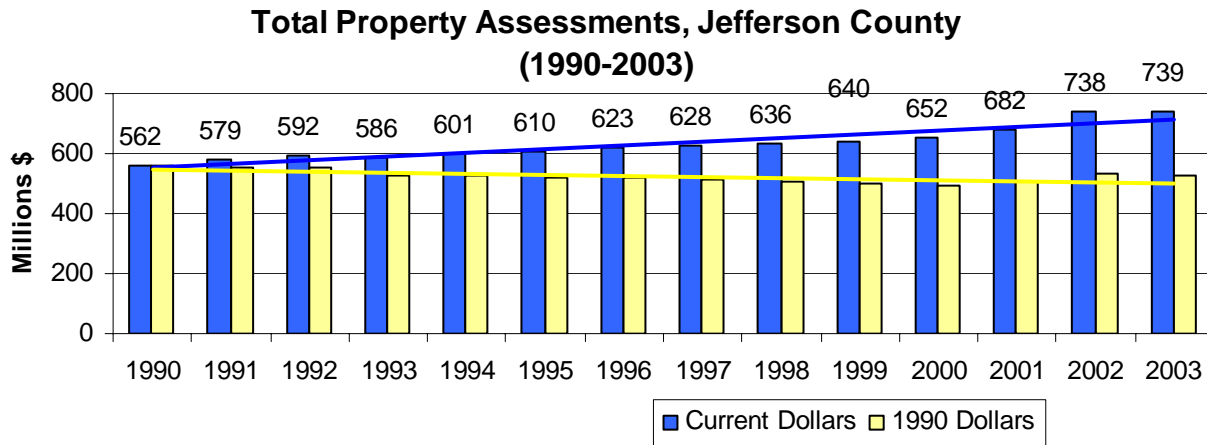 Total Property Assessments, Jefferson County
(1990-2003)
Millions $
800
600
400
200
0
562 579 592 586 601 610 623 628 636 640 652 682 738 739
1990 1991 1992 1993 1994 1995 1996 1997 1998 1999 2000 2001 2002 2003
Current Dollars 1990 Dollars